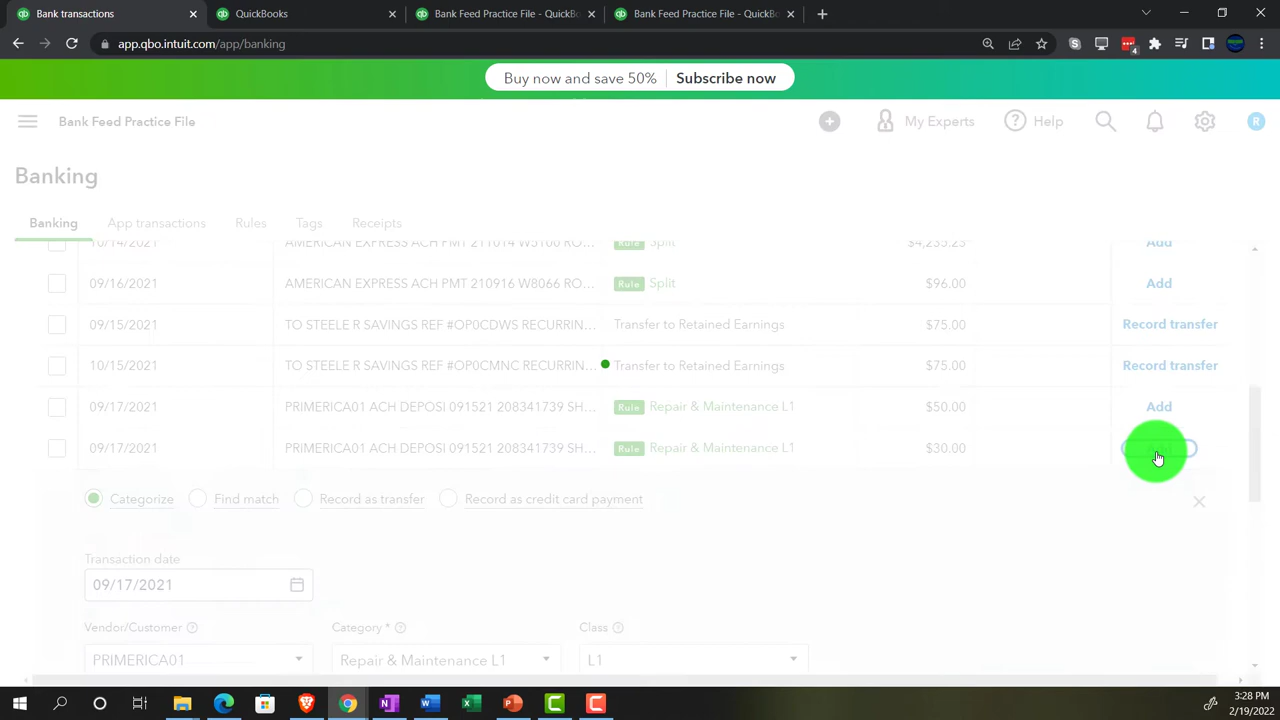 Bank transactions
QuickBooks
Bank Feed Practice File - QuickBo
Bank Feed Practice File - QuickBo
app.qbo.intuit.com/app/banking
4
Buy now and save 50% Subscribe now
Bank Feed Practice File
My Experts
Help
R
Banking
Banking App transactions Rules Tags Receipts
10/14/2021 AMERICAN EXPRESS ACH PMT 211014 W5100 RO... Rule Split $4,235.25 Add
09/16/2021 AMERICAN EXPRESS ACH PMT 210916 W8066 RO... Rule Split $96.00 Add
09/15/2021 TO STEELE R SAVINGS REF #OP0CDWS RECURRIN... Transfer to Retained Earnings $75.00 Record transfer
10/15/2021 TO STEELE R SAVINGS REF #OP0CMNC RECURRIN... Transfer to Retained Earnings $75.00 Record transfer
09/17/2021 PRIMERICA01 ACH DEPOSI 091521 208341739 SH... Rule Repair & Maintenance L1 $50.00 Add
09/17/2021 PRIMERICA01 ACH DEPOSI 091521 208341739 SH... Rule Repair & Maintenance L1 $30.00
Categorize Find match Record as transfer Record as credit card payment
Transaction date
09/17/2021
Vendor/Customer Category * Class
PRIMERICA01 Repair & Maintenance L1 L1
3:28 PM
2/19/2022